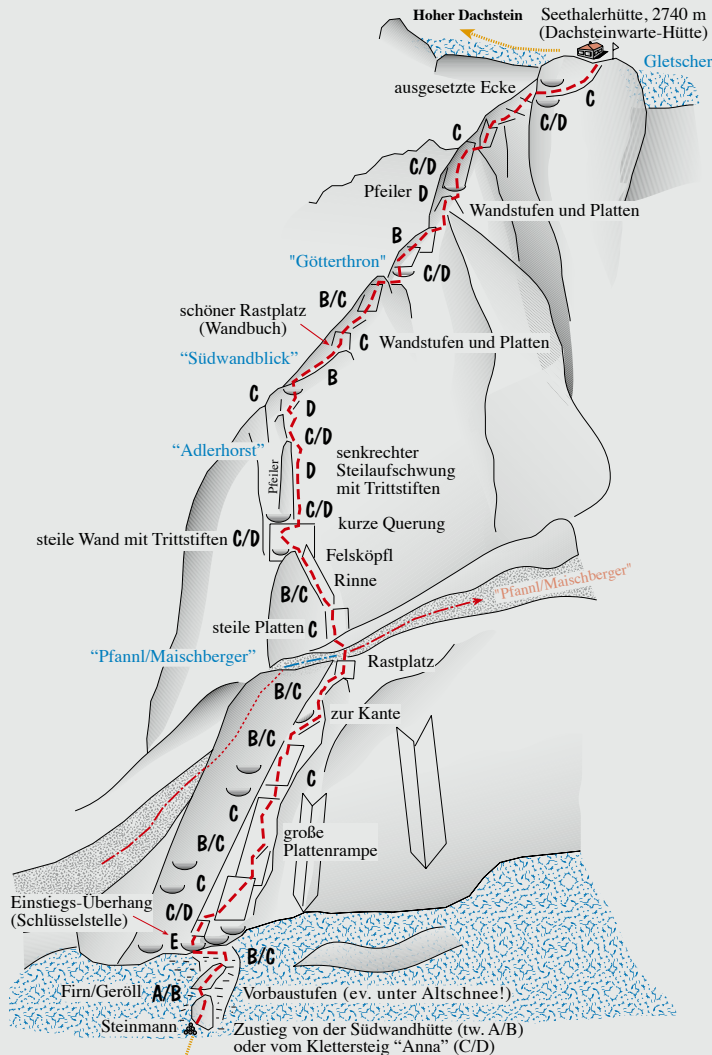 Hoher Dachstein
Seethalerhütte, 2740 m
(Dachsteinwarte-Hütte)
Gletscher
ausgesetzte Ecke
C
C/D
C
C/D
Pfeiler D
Wandstufen und Platten
B
"Götterthron"
C/D
B/C
schöner Rastplatz
(Wandbuch)
C
Wandstufen und Platten
“Südwandblick”
B
C
D
C/D
“Adlerhorst”
senkrechter
Steilaufschwung
mit Trittstiften
D
Pfeiler
C/D
kurze Querung
steile Wand mit Trittstiften C/D
Felsköpfl
Rinne
B/C
"Pfannl/Maischberger"
steile Platten C
“Pfannl/Maischberger”
Rastplatz
B/C
zur Kante
B/C
C
C
große
Plattenrampe
B/C
C
Einstiegs-Überhang
(Schlüsselstelle)
C/D
E
B/C
Firn/Geröll A/B
Vorbaustufen (ev. unter Altschnee!)
Steinmann
Zustieg von der Südwandhütte (tw. A/B)
oder vom Klettersteig “Anna” (C/D)